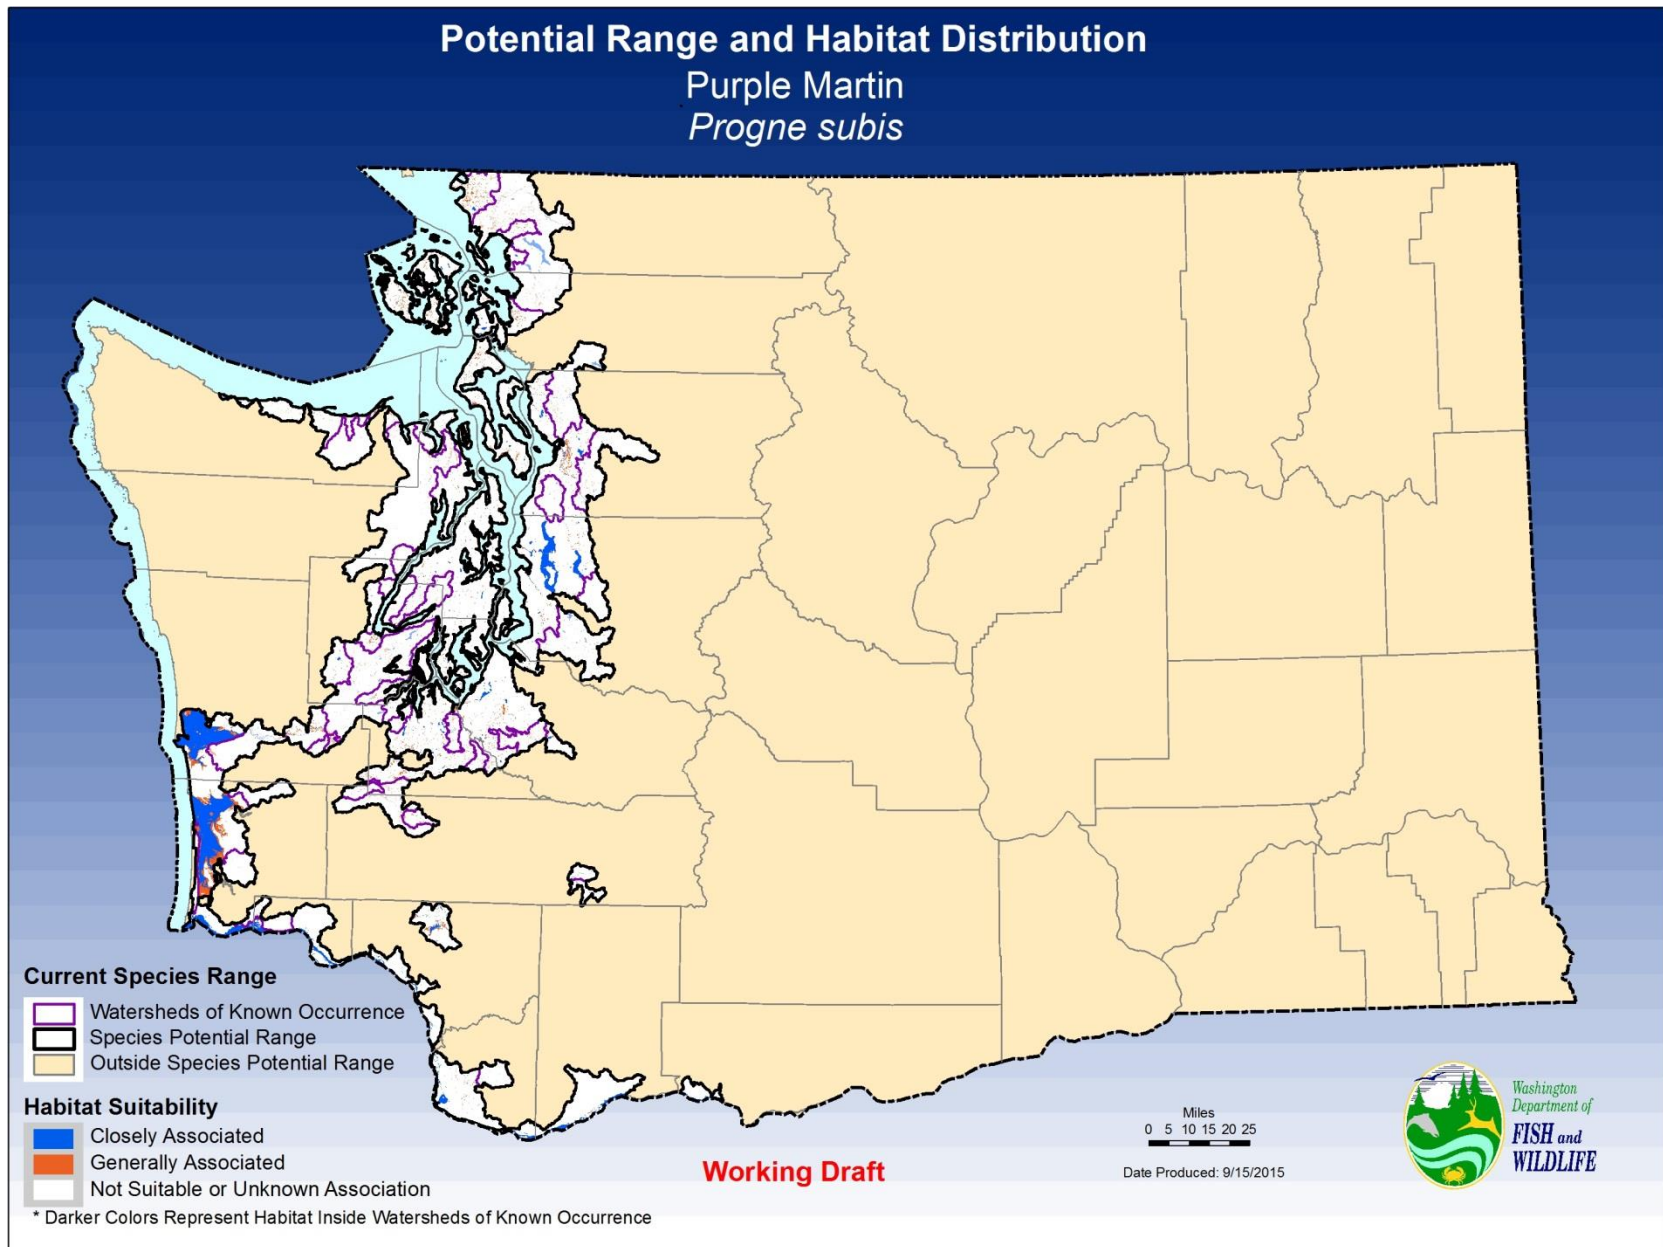 Potential Range and Habitat Distribution
Purple Martin
Progne subis
Current Species Range
Watersheds of Known Occurrence
Species Potential Range
Outside Species Potential Range
Habitat Suitability
Closely Associated
Generally Associated
Not Suitable or Unknown Association
* Darker Colors Represent Habitat Inside Watersheds of Known Occurrence
Working Draft
Miles
0 5 10 15 20 25
Date Produced: 9/15/2015
Washington
Department of
FISH and
WILDLIFE